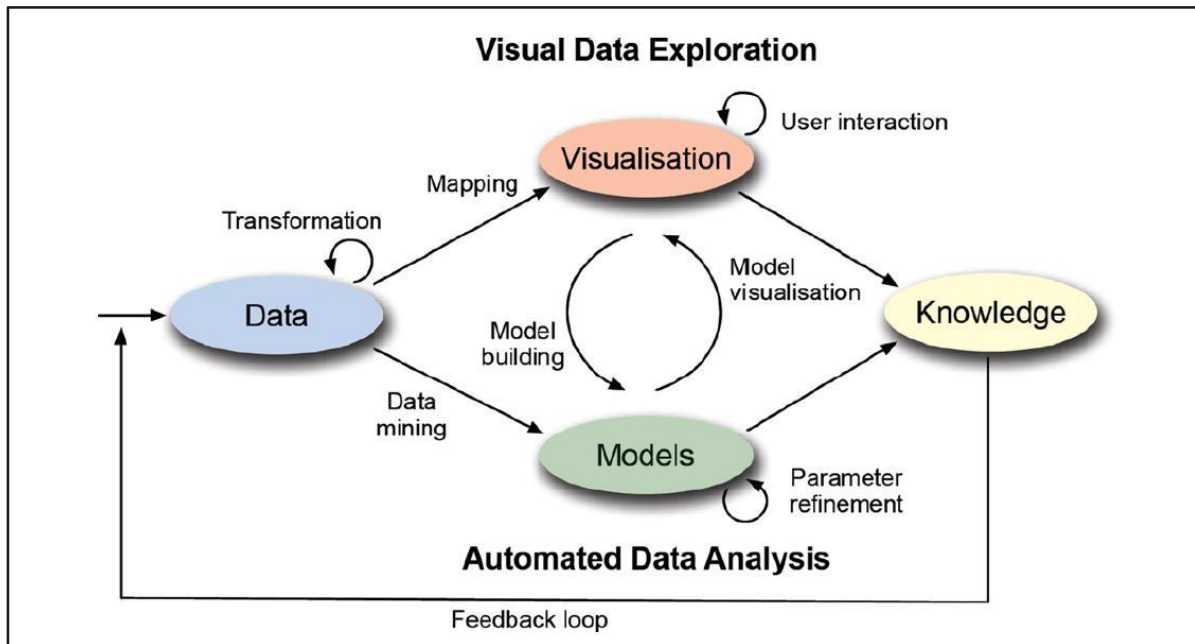 Visual Data Exploration
User interaction
Visualisation
Mapping
Transformation
Model
visualisation
Data
Knowledge
Model
building
Data
mining
Models
Parameter
refinement
Automated Data Analysis
Feedback loop